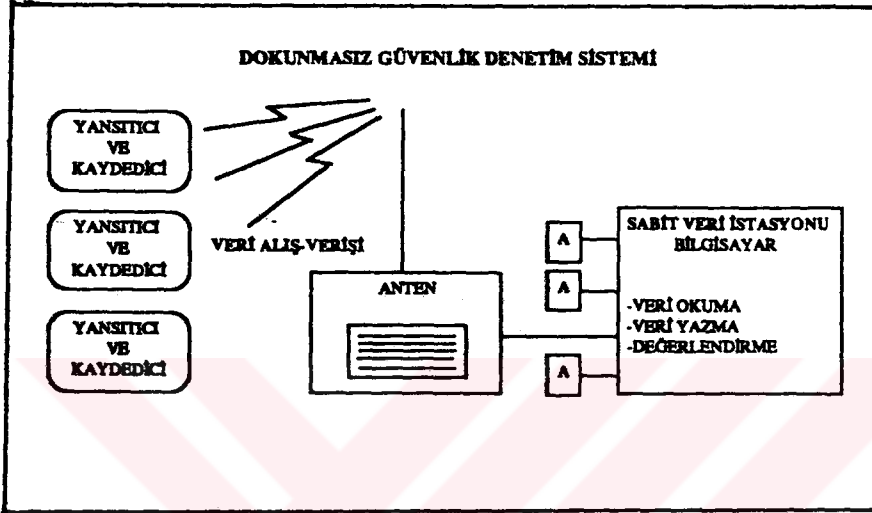 DOKUNMASIZ GÜVENLİK DENETİM SİSTEMİ
YANSITICI
VE
KAYDEDİCİ
YANSITICI
VE
KAYDEDİCİ
YANSITICI
VE
KAYDEDİCİ
VERİ ALIŞ-VERİŞİ
ANTEN
A
A
A
SABİT VERİ İSTASYONU
BİLGİSAYAR
-VERİ OKUMA
-VERİ YAZMA
-DEĞERLENDİRME